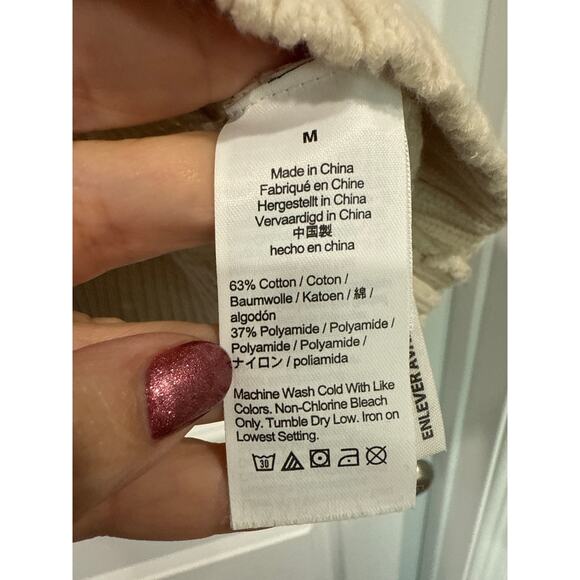 M
Made in China
Fabriqué en Chine
Hergestellt in China
Vervaardigd in China
中国製
hecho en china
63% Cotton / Coton /
Baumwolle / Katoen / 綿 /
algodón
37% Polyamide / Polyamide /
Polyamide / Polyamide /
ナイロン / poliamida
Machine Wash Cold With Like
Colors. Non-Chlorine Bleach
Only. Tumble Dry Low. Iron on
Lowest Setting.
30
ENLEVER